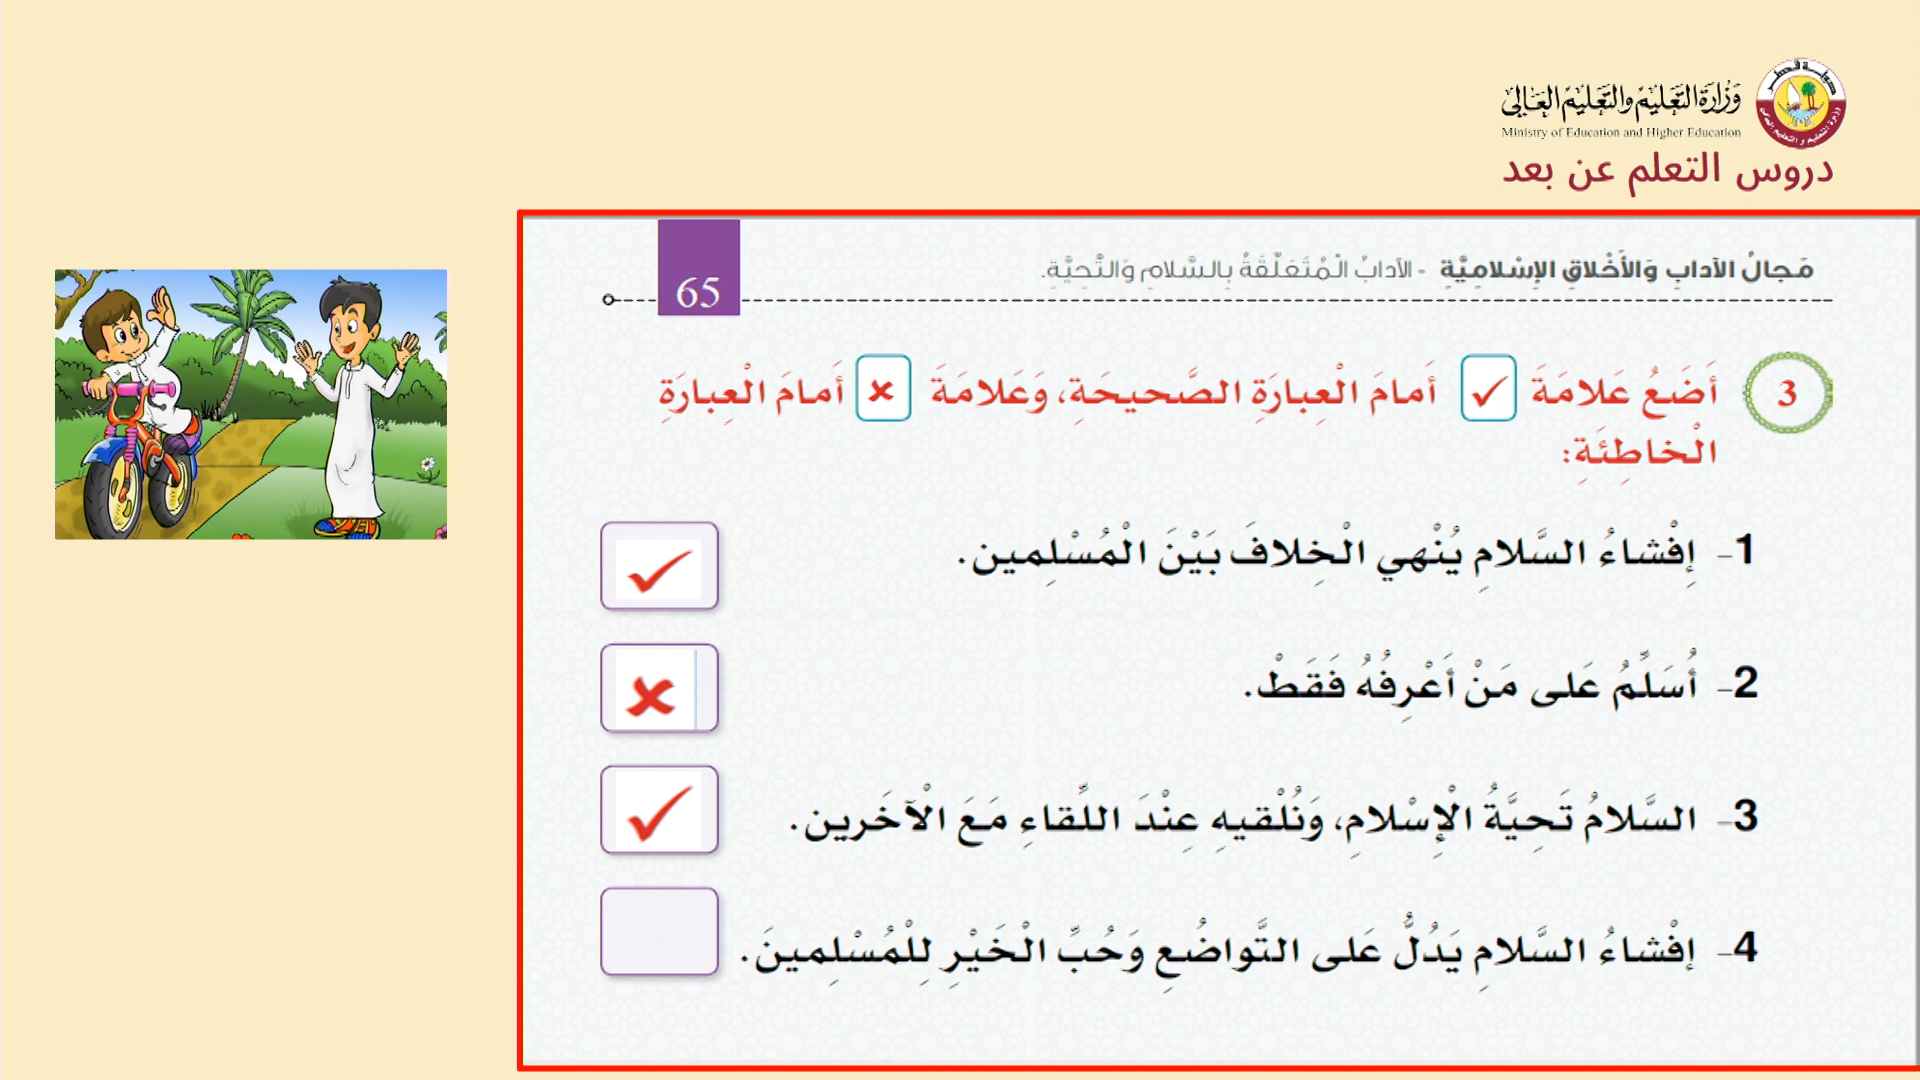 وزارة التعليم والتعليم العالي
Ministry of Education and Higher Education
دروس التعلم عن بعد
مَجالُ الآدابِ وَالأَخْلاقِ الإِسْلامِيَّةِ - الآدابُ الْمُتَعَلِّقَةُ بِالسَّلامِ وَالتَّحِيَّةِ.
65
3 أَضَعُ عَلامَةَ ✓ أَمامَ الْعِبارَةِ الصَّحيحَةِ، وَعَلامَةَ ✗ أَمامَ الْعِبارَةِ
الْخاطِئَةِ:
1- إِفْشاءُ السَّلامِ يُنْهي الْخِلافَ بَيْنَ الْمُسْلِمين. ✓
2- أُسَلِّمُ عَلى مَنْ أَعْرِفُهُ فَقَطْ. ✗
3- السَّلامُ تَحِيَّةُ الْإِسْلامِ، وَنُلْقيهِ عِنْدَ اللِّقاءِ مَعَ الْآخَرين. ✓
4- إفْشاءُ السَّلامِ يَدُلُّ عَلى التَّواضُعِ وَحُبِّ الْخَيْرِ لِلْمُسْلِمينَ.